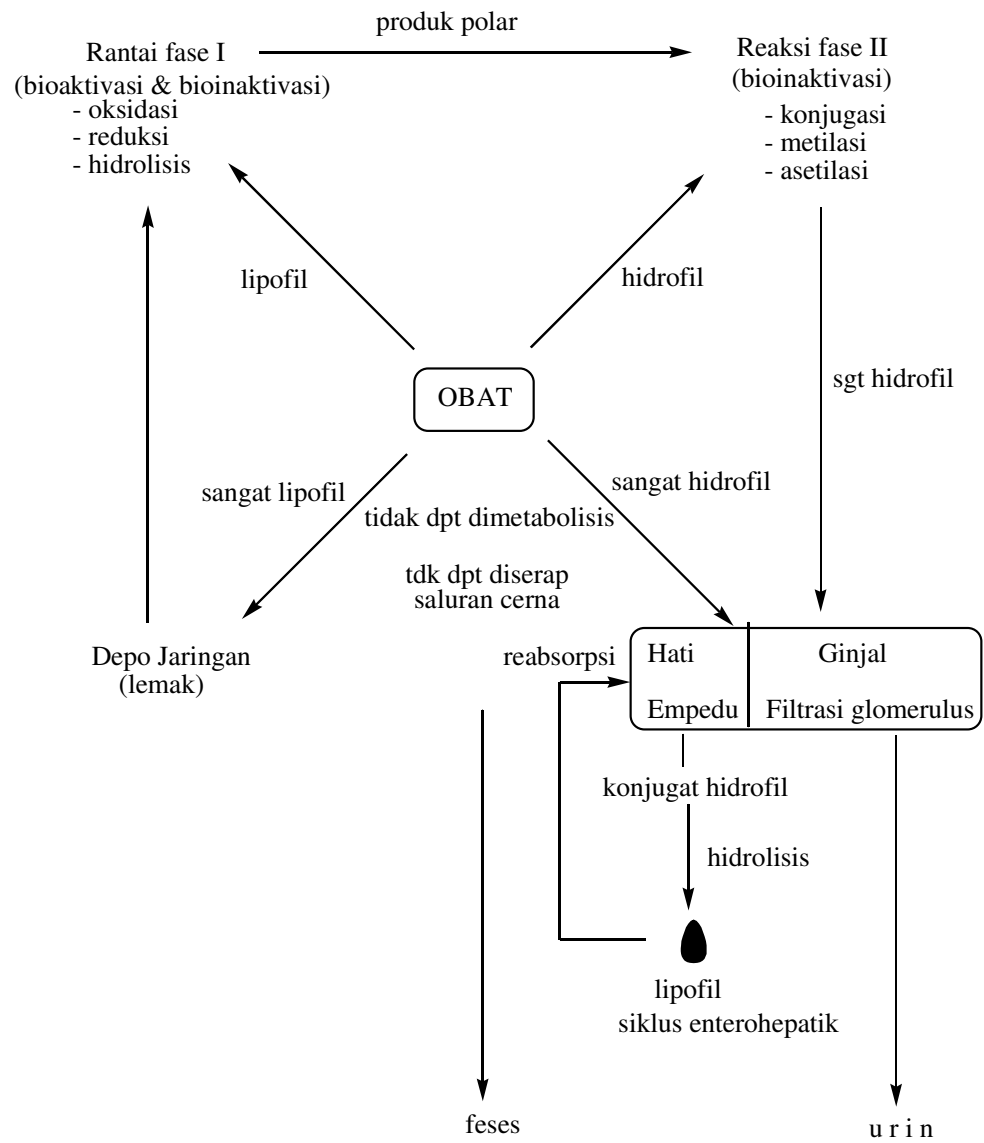 produk polar
Rantai fase I
(bioaktivasi & bioinaktivasi)
- oksidasi
- reduksi
- hidrolisis
Reaksi fase II
(bioinaktivasi)
- konjugasi
- metilasi
- asetilasi
lipofil
hidrofil
OBAT
sgt hidrofil
sangat lipofil
sangat hidrofil
tidak dpt dimetabolisis
tdk dpt diserap
saluran cerna
Depo Jaringan
(lemak)
reabsorpsi
Hati
Ginjal
Empedu
Filtrasi glomerulus
konjugat hidrofil
hidrolisis
lipofil
siklus enterohepatik
feses
u r i n